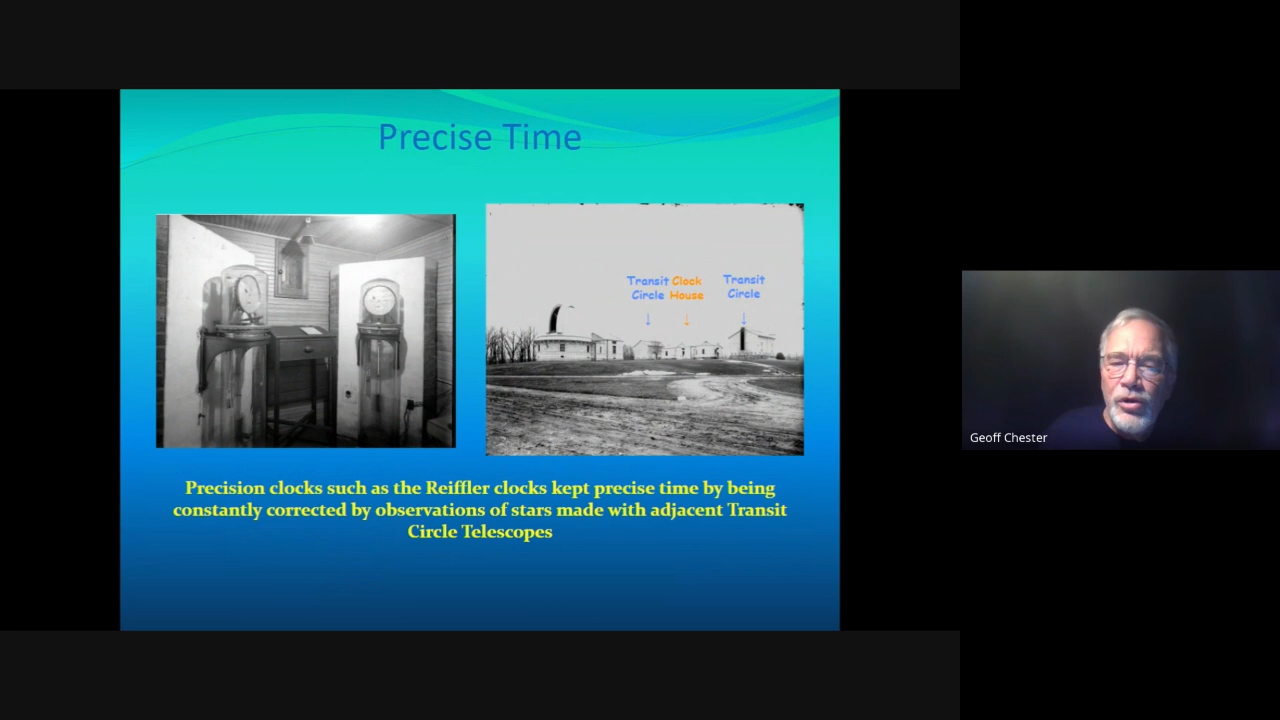 Precise Time
Transit Clock Transit
Circle House Circle
Precision clocks such as the Reiffler clocks kept precise time by being
constantly corrected by observations of stars made with adjacent Transit
Circle Telescopes
Geoff Chester